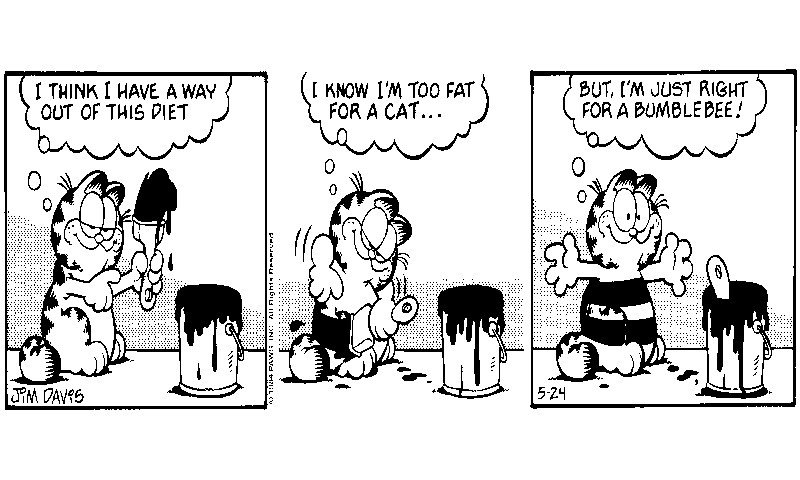 I THINK I HAVE A WAY
OUT OF THIS DIET
JIM DAVIS
I KNOW I'M TOO FAT
FOR A CAT...
BUT, I'M JUST RIGHT
FOR A BUMBLEBEE!
5-24